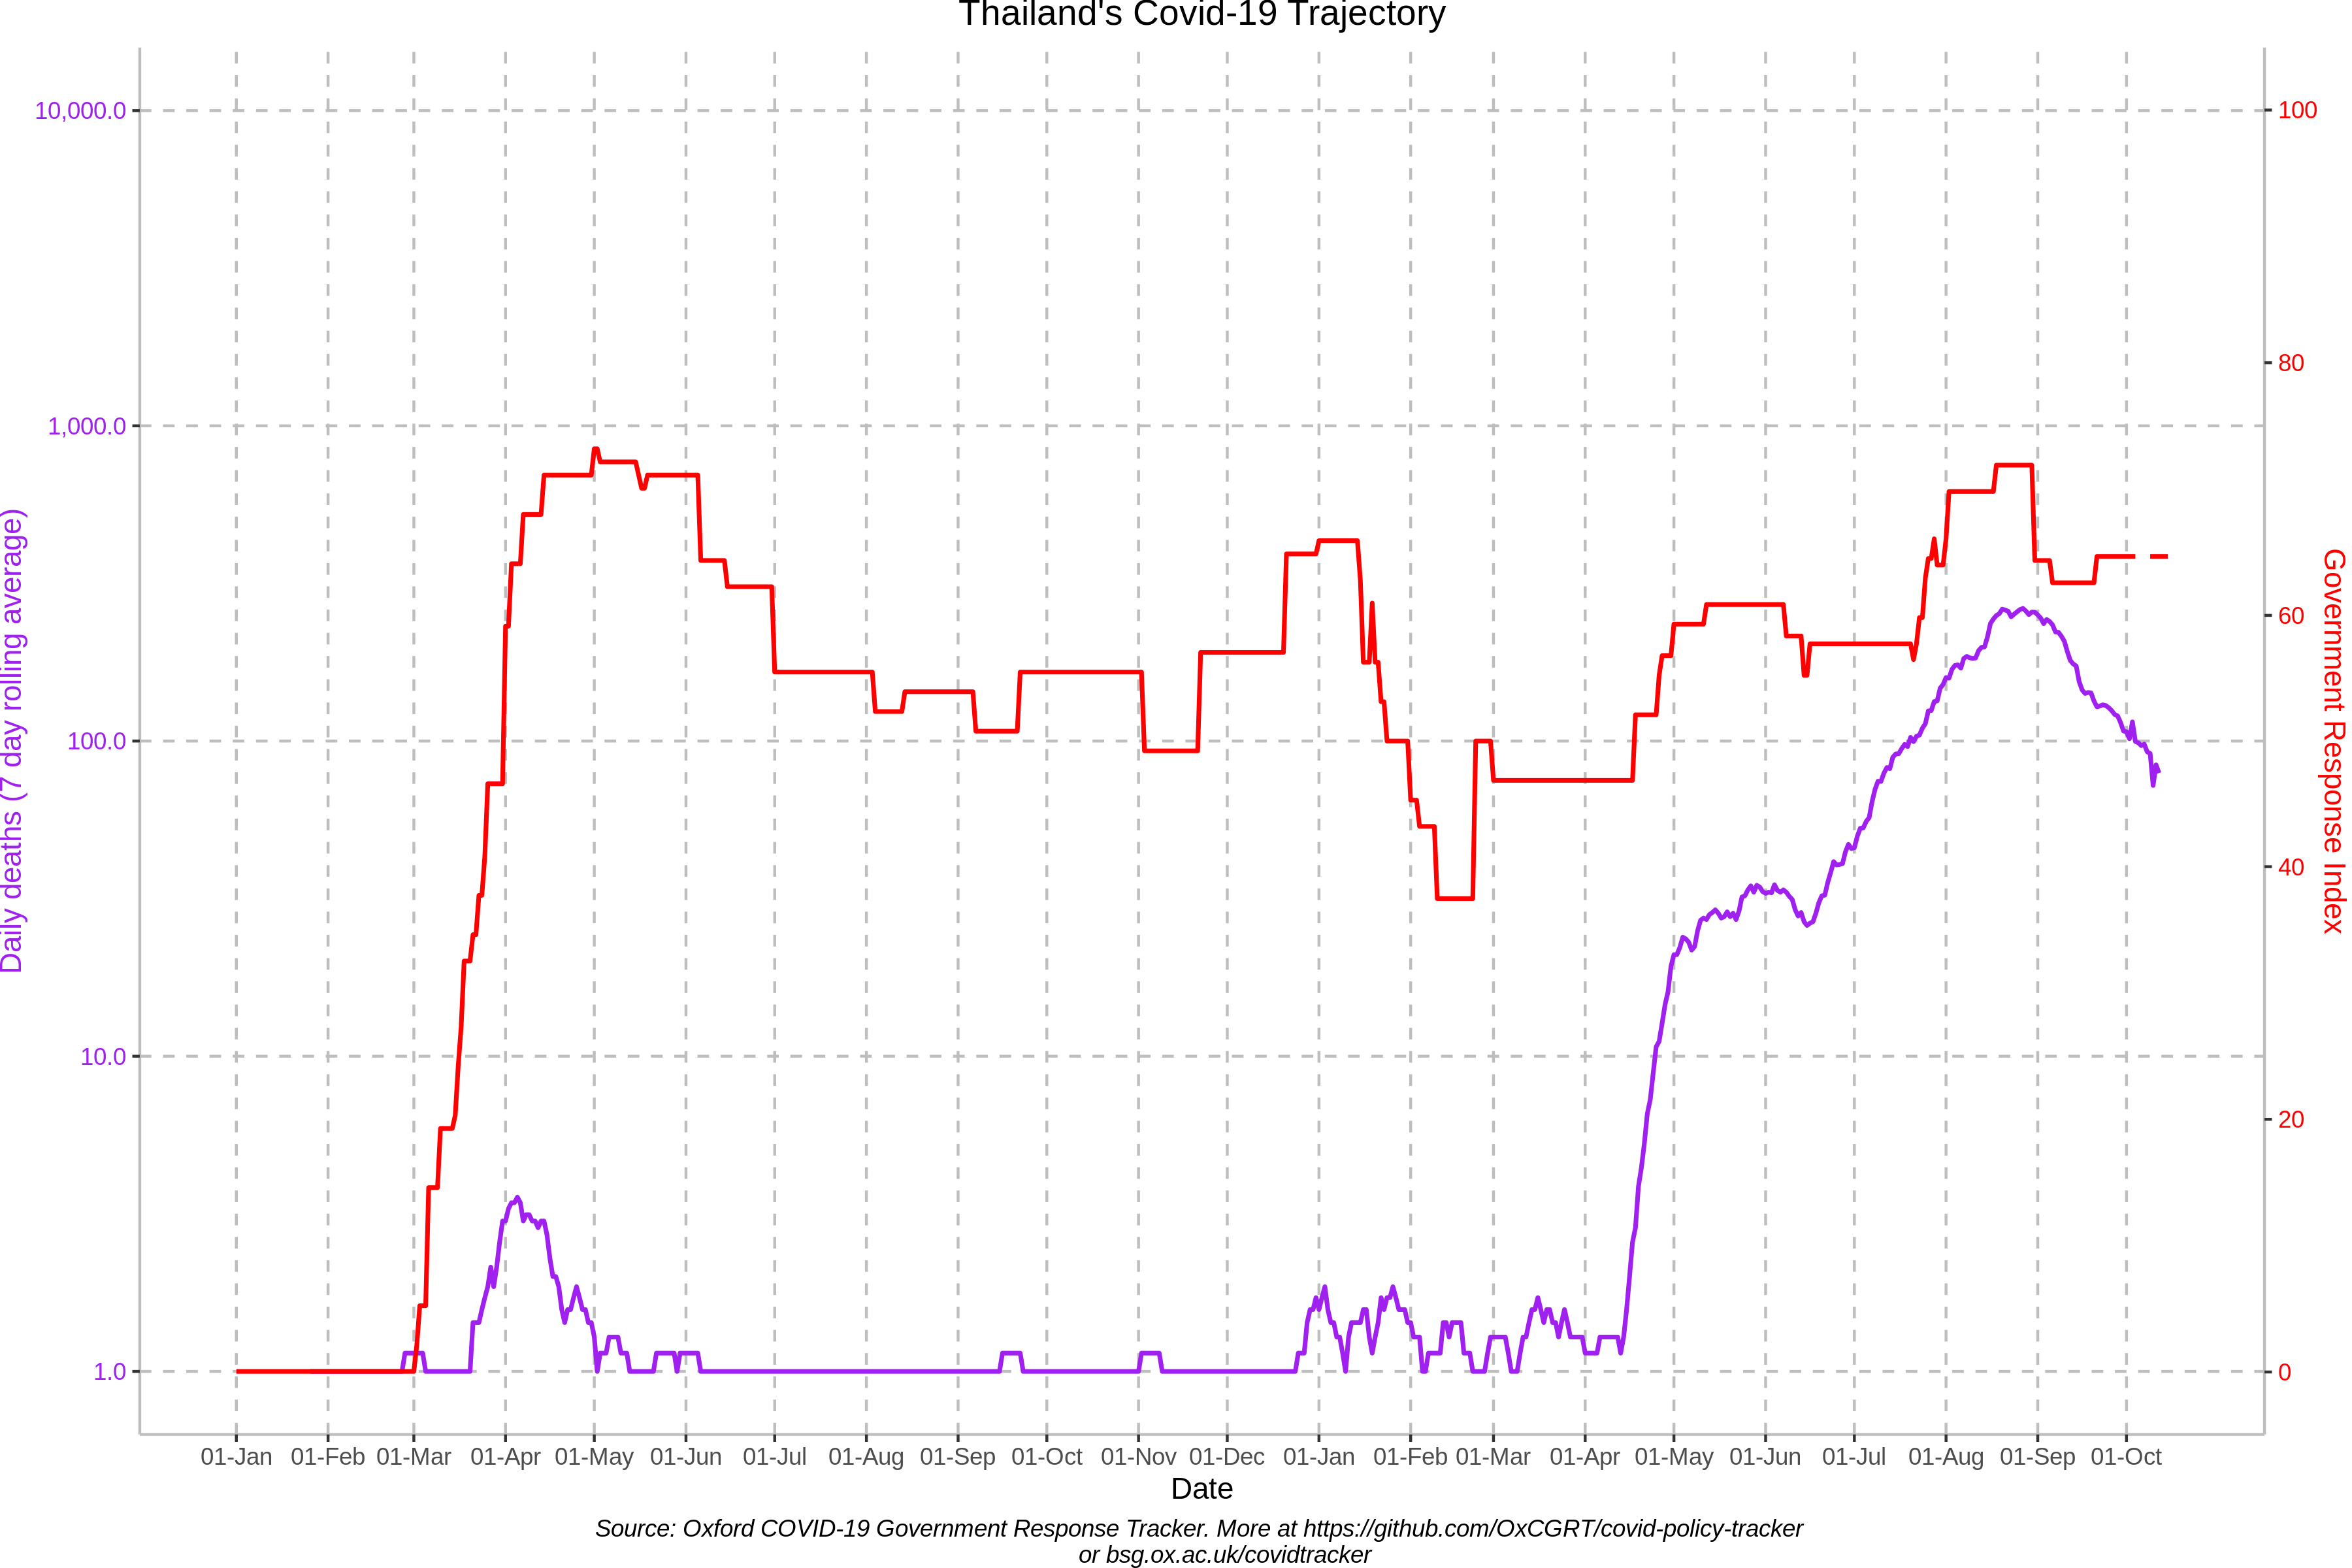 Thailand's Covid-19 Trajectory
10,000.0
1,000.0
100.0
10.0
1.0
Daily deaths (7 day rolling average)
100
80
60
40
20
0
Government Response Index
01-Jan 01-Feb 01-Mar 01-Apr 01-May 01-Jun 01-Jul 01-Aug 01-Sep 01-Oct 01-Nov 01-Dec 01-Jan 01-Feb 01-Mar 01-Apr 01-May 01-Jun 01-Jul 01-Aug 01-Sep 01-Oct
Date
Source: Oxford COVID-19 Government Response Tracker. More at https://github.com/OxCGRT/covid-policy-tracker
or bsg.ox.ac.uk/covidtracker